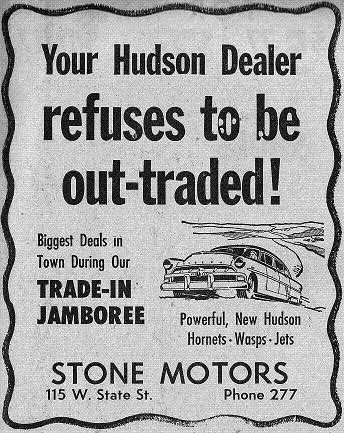 Your Hudson Dealer
refuses to be
out-traded!
Biggest Deals in
Town During Our
TRADE-IN
JAMBOREE
Powerful, New Hudson
Hornets · Wasps · Jets
STONE MOTORS
115 W. State St. Phone 277